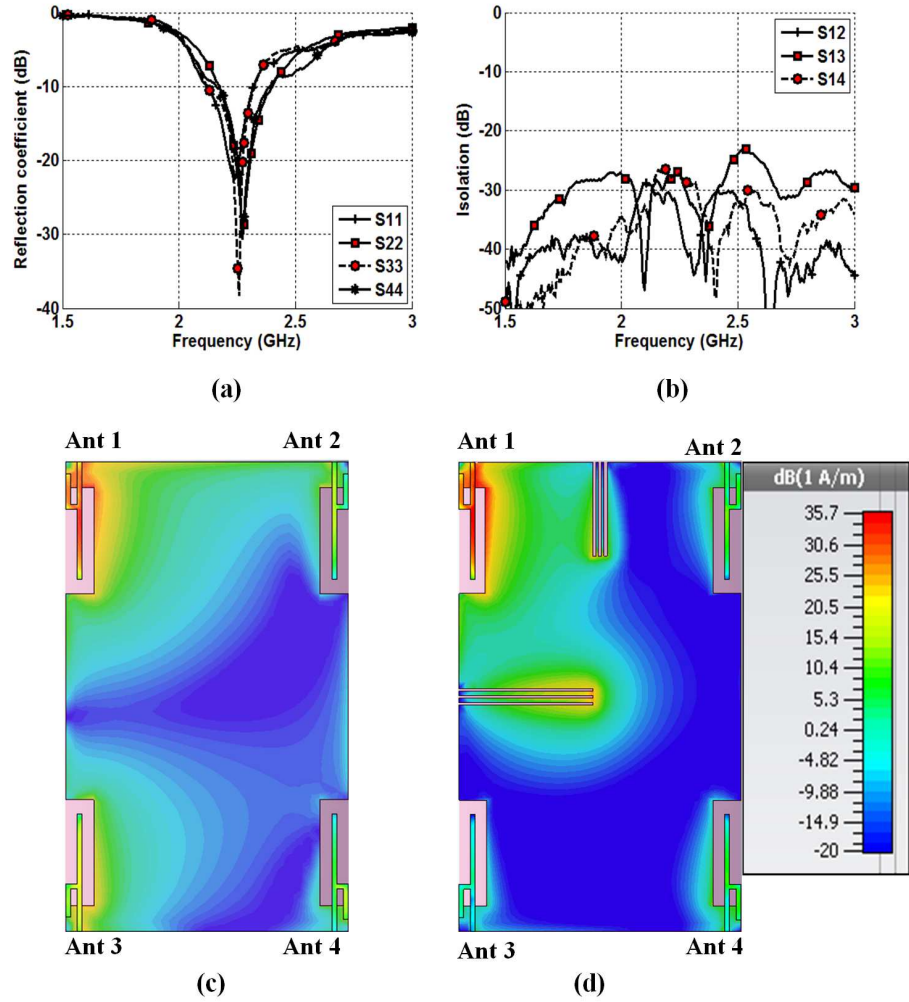 0
-10
-20
-30
-40
1.5
2
2.5
3
Reflection coefficient (dB)
Frequency (GHz)
S11
S22
S33
S44
(a)
0
-10
-20
-30
-40
-50
1.5
2
2.5
3
Isolation (dB)
Frequency (GHz)
S12
S13
S14
(b)
Ant 1
Ant 2
Ant 3
Ant 4
(c)
Ant 1
Ant 2
Ant 3
Ant 4
(d)
dB(1 A/m)
35.7
30.6
25.5
20.5
15.4
10.4
5.3
0.24
-4.82
-9.88
-14.9
-20